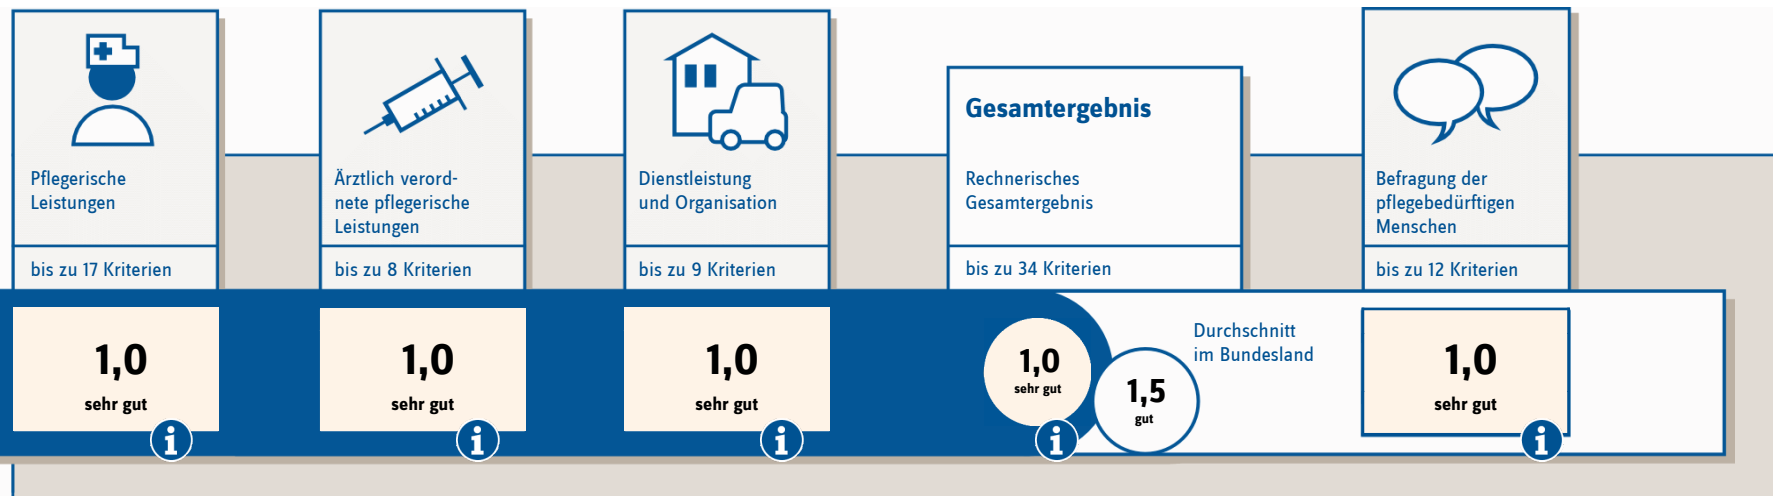 Pflegerische
Leistungen
bis zu 17 Kriterien
1,0
sehr gut
Ärztlich verord-
nete pflegerische
Leistungen
bis zu 8 Kriterien
1,0
sehr gut
Dienstleistung
und Organisation
bis zu 9 Kriterien
1,0
sehr gut
Gesamtergebnis
Rechnerisches
Gesamtergebnis
bis zu 34 Kriterien
1,0
sehr gut
1,5
gut
Durchschnitt
im Bundesland
Befragung der
pflegebedürftigen
Menschen
bis zu 12 Kriterien
1,0
sehr gut